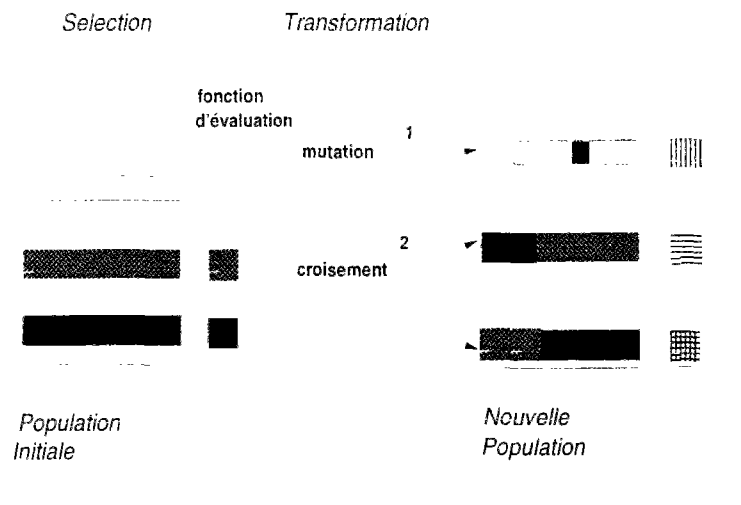 Selection
Transformation
fonction
d'évaluation
1
mutation
2
croisement
Population
Initiale
Nouvelle
Population